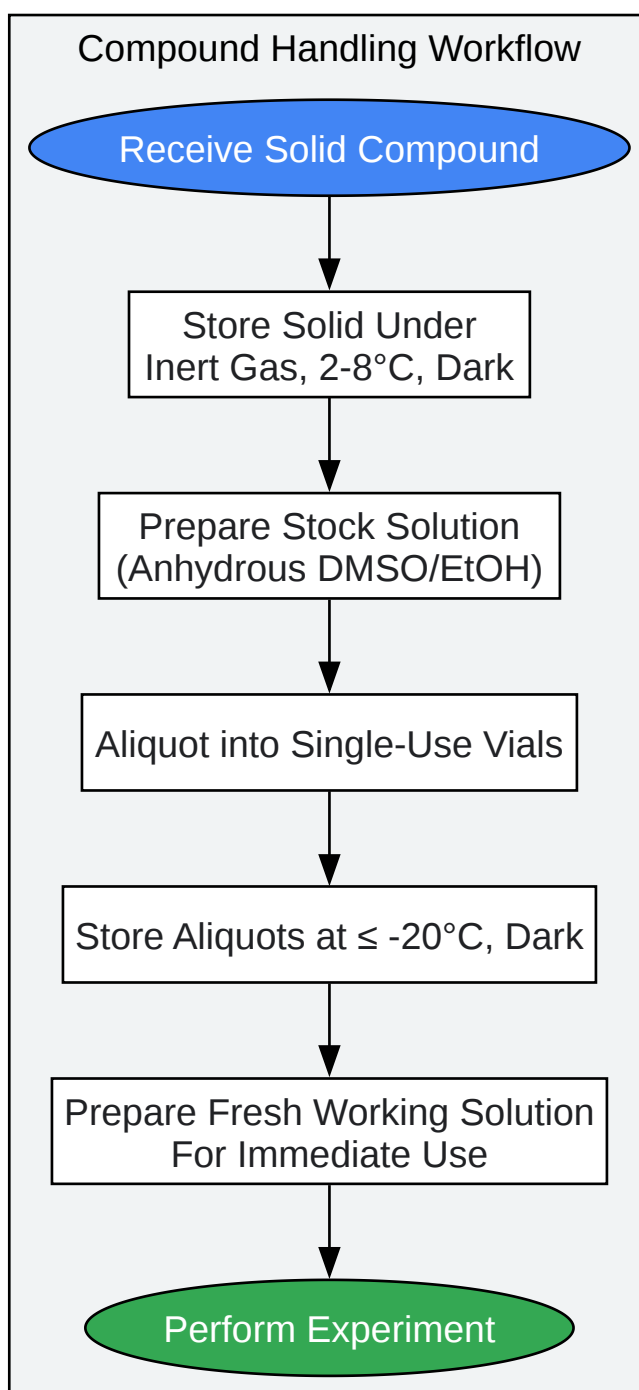 Compound Handling Workflow
Receive Solid Compound
Store Solid Under
Inert Gas, 2-8°C, Dark
Prepare Stock Solution
(Anhydrous DMSO/EtOH)
Aliquot into Single-Use Vials
Store Aliquots at ≤ -20°C, Dark
Prepare Fresh Working Solution
For Immediate Use
Perform Experiment